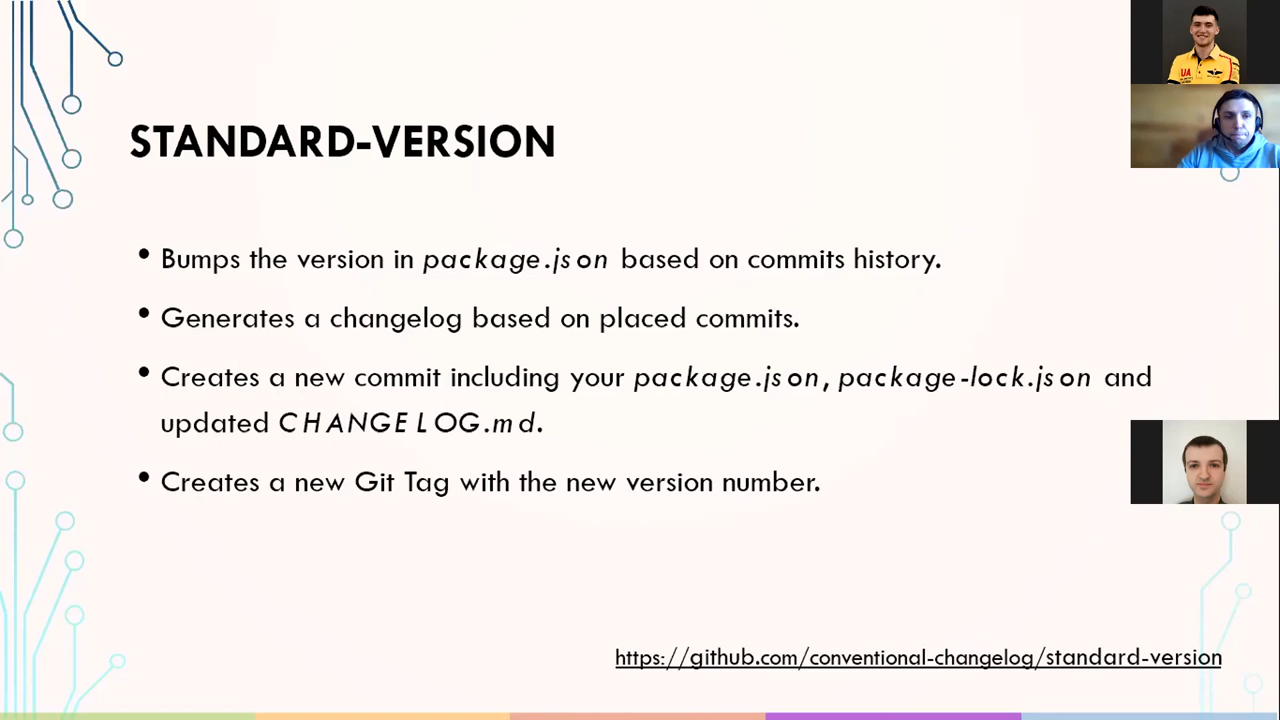 STANDARD-VERSION
• Bumps the version in package.json based on commits history.
• Generates a changelog based on placed commits.
• Creates a new commit including your package.json, package-lock.json and
updated CHANGELOG.md.
• Creates a new Git Tag with the new version number.
https://github.com/conventional-changelog/standard-version
UA